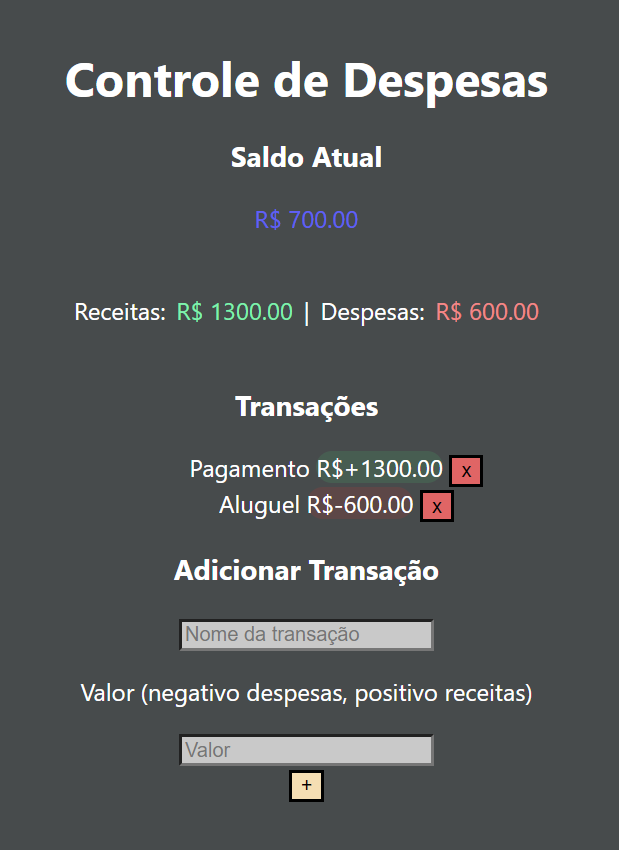 Controle de Despesas
Saldo Atual
R$ 700.00
Receitas: R$ 1300.00 | Despesas: R$ 600.00
Transações
Pagamento R$+1300.00 x
Aluguel R$-600.00 x
Adicionar Transação
Nome da transação
Valor (negativo despesas, positivo receitas)
Valor
+